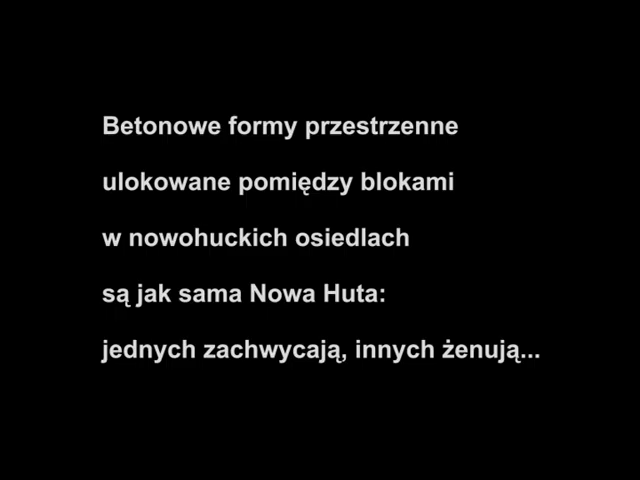 Betonowe formy przestrzenne
ulokowane pomiędzy blokami
w nowohuckich osiedlach
są jak sama Nowa Huta:
jednych zachwycają, innych żenują...